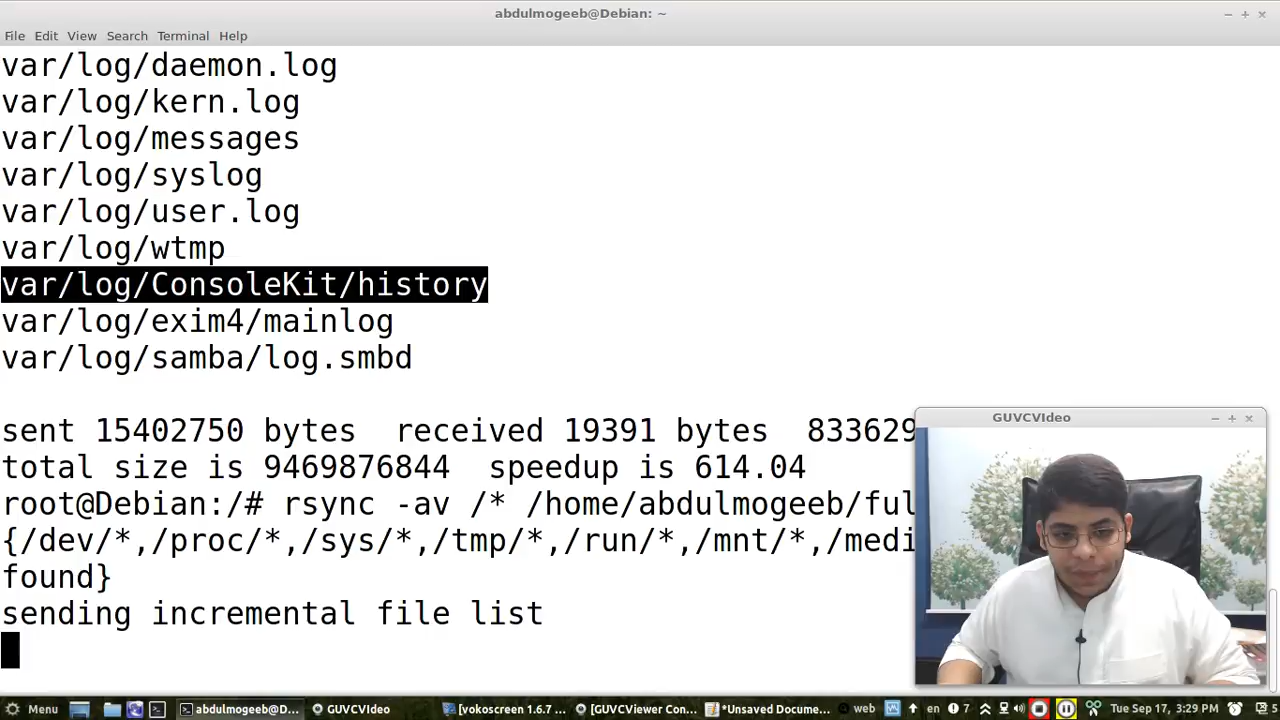 abdulmogeeb@Debian: ~
File Edit View Search Terminal Help
var/log/daemon.log
var/log/kern.log
var/log/messages
var/log/syslog
var/log/user.log
var/log/wtmp
var/log/ConsoleKit/history
var/log/exim4/mainlog
var/log/samba/log.smbd
sent 15402750 bytes received 19391 bytes 833629
total size is 9469876844 speedup is 614.04
root@Debian:/# rsync -av /* /home/abdulmogeeb/ful
{/dev/*,/proc/*,/sys/*,/tmp/*,/run/*,/mnt/*,/medi
found}
sending incremental file list
GUVCVIdeo
Menu abdulmogeeb@D... GUVCVIdeo [vokoscreen 1.6.7 ... [GUVCViewer Con... *Unsaved Docume... web en 7 Tue Sep 17, 3:29 PM 5